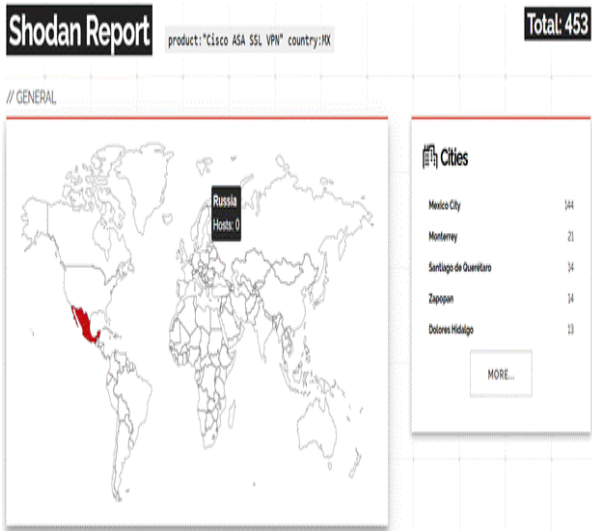 Shodan Report
product:"Cisco ASA SSL VPN" country:MX
Total: 453
// GENERAL
Russia
Hosts: 0
Cities
Mexico City 144
Monterrey 21
Santiago de Querétaro 14
Zapopan 14
Dolores Hidalgo 13
MORE...